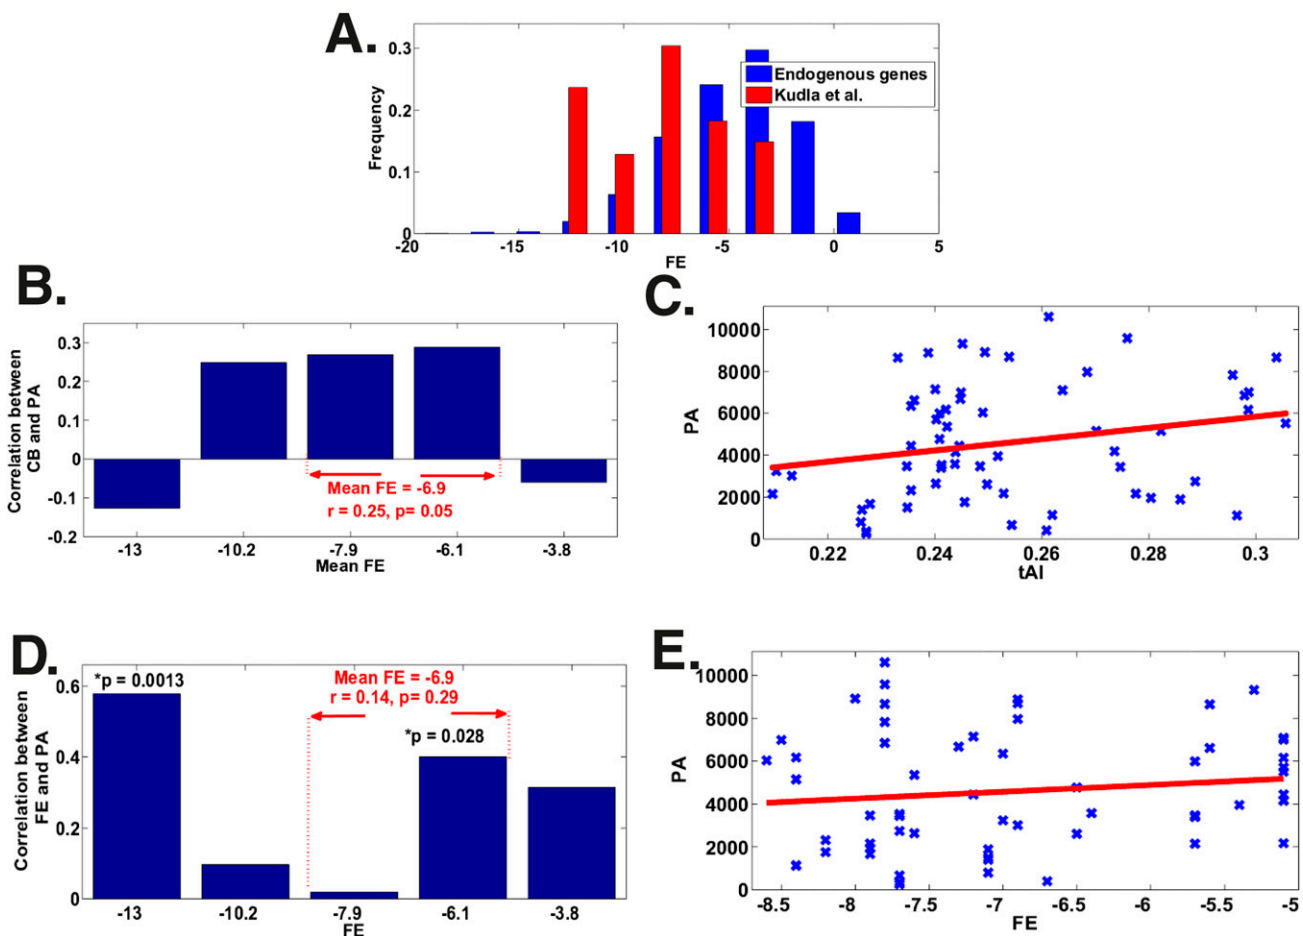 A.
0.3
0.2
0.1
0
Frequency
Endogenous genes
Kudla et al.
-20
-15
-10
-5
0
5
FE
B.
0.3
0.2
0.1
0
-0.1
-0.2
Correlation between
CB and PA
Mean FE = -6.9
r = 0.25, p= 0.05
-13
-10.2
-7.9
-6.1
-3.8
Mean FE
C.
10000
8000
6000
4000
2000
0
PA
0.22
0.24
0.26
0.28
0.3
tAI
D.
0.6
0.4
0.2
0
Correlation between
FE and PA
*p = 0.0013
Mean FE = -6.9
r = 0.14, p= 0.29
*p = 0.028
-13
-10.2
-7.9
-6.1
-3.8
FE
E.
10000
8000
6000
4000
2000
0
PA
-8.5
-8
-7.5
-7
-6.5
-6
-5.5
-5
FE